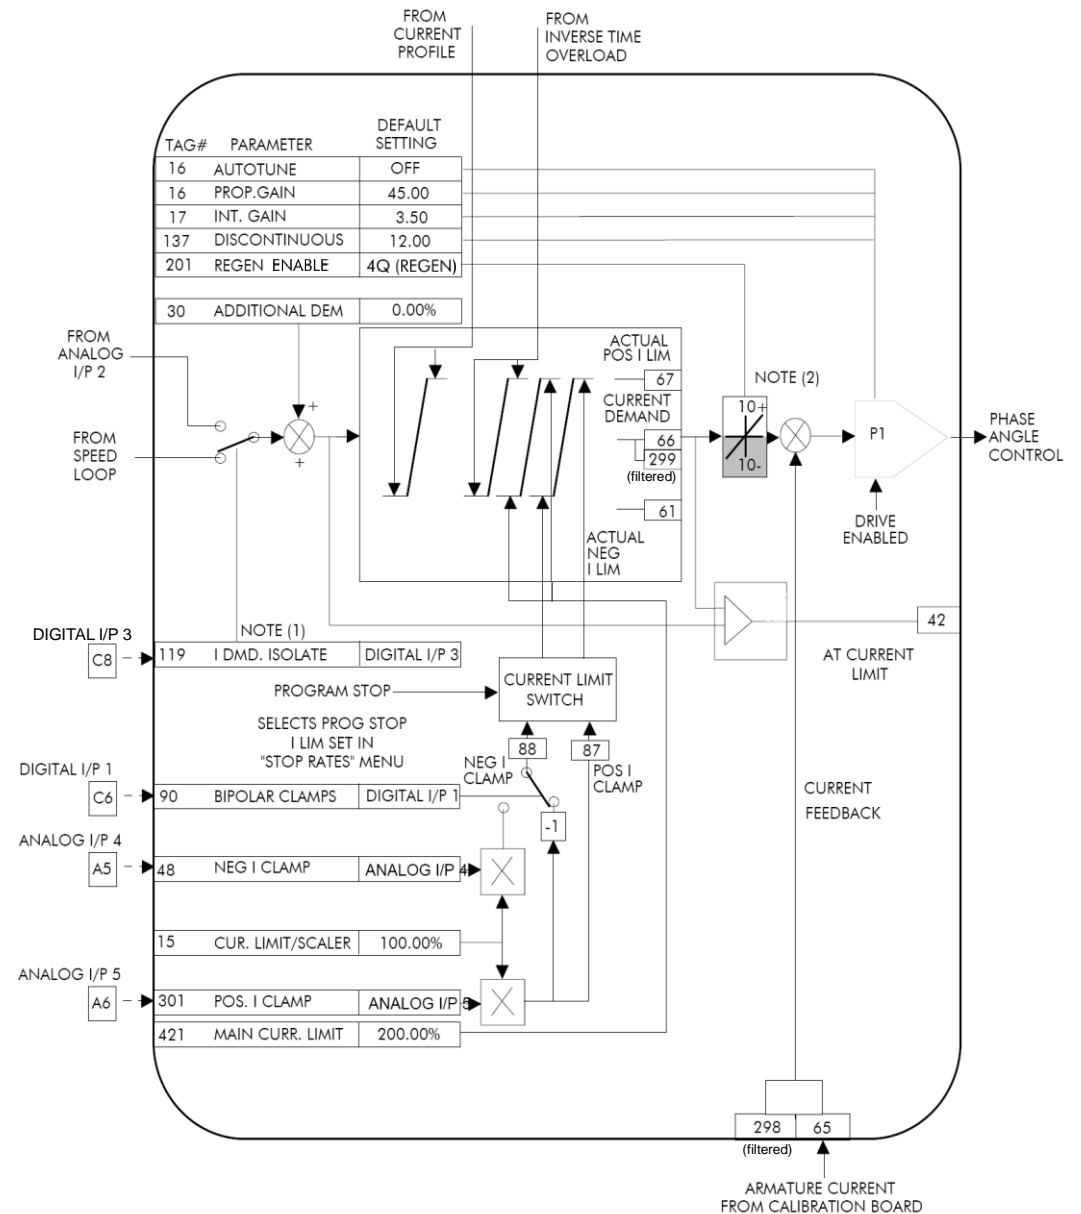 FROM
CURRENT
PROFILE
FROM
INVERSE TIME
OVERLOAD
TAG# PARAMETER DEFAULT SETTING
16 AUTOTUNE OFF
16 PROP.GAIN 45.00
17 INT. GAIN 3.50
137 DISCONTINUOUS 12.00
201 REGEN ENABLE 4Q (REGEN)
30 ADDITIONAL DEM 0.00%
FROM
ANALOG
I/P 2
FROM
SPEED
LOOP
+
+
ACTUAL
POS I LIM
67
CURRENT
DEMAND
66
299
(filtered)
61
ACTUAL
NEG
I LIM
NOTE (2)
10+
10-
P1
PHASE
ANGLE
CONTROL
DRIVE
ENABLED
42
AT CURRENT
LIMIT
DIGITAL I/P 3
C8
NOTE (1)
119 I DMD. ISOLATE DIGITAL I/P 3
PROGRAM STOP
CURRENT LIMIT
SWITCH
SELECTS PROG STOP
I LIM SET IN
"STOP RATES" MENU
88
87
NEG I
CLAMP
POS I
CLAMP
DIGITAL I/P 1
C6
90 BIPOLAR CLAMPS DIGITAL I/P 1
-1
CURRENT
FEEDBACK
ANALOG I/P 4
A5
48 NEG I CLAMP ANALOG I/P 4
15 CUR. LIMIT/SCALER 100.00%
ANALOG I/P 5
A6
301 POS. I CLAMP ANALOG I/P 5
421 MAIN CURR. LIMIT 200.00%
298
65
(filtered)
ARMATURE CURRENT
FROM CALIBRATION BOARD